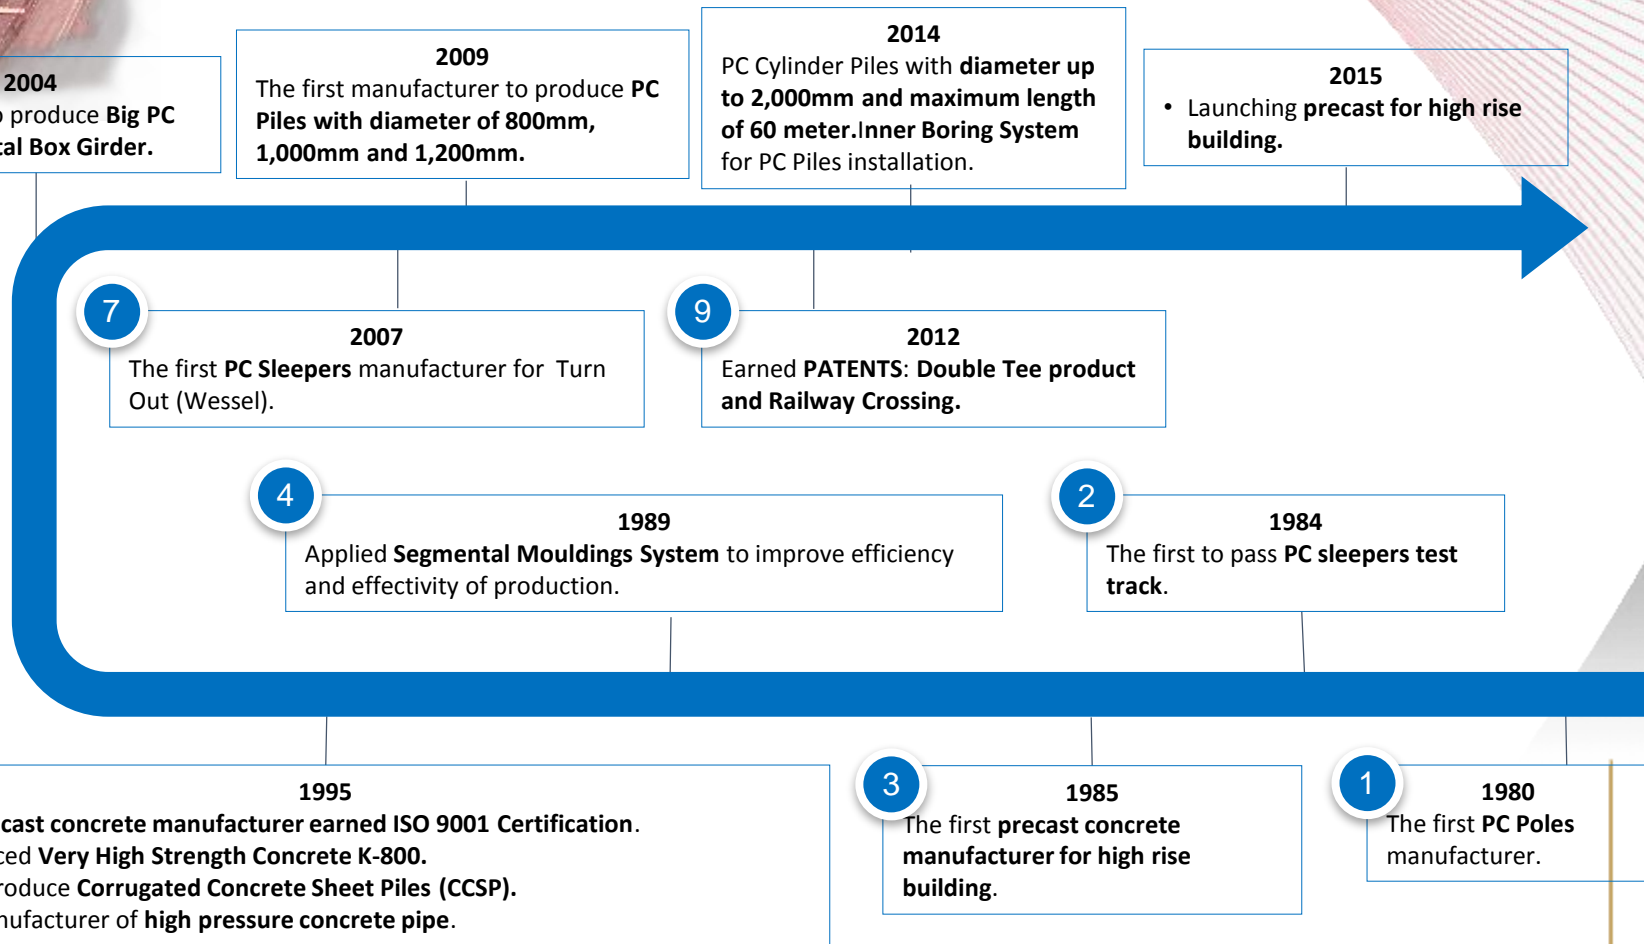 2004
produce Big PC
Box Girder.
2009
The first manufacturer to produce PC
Piles with diameter of 800mm,
1,000mm and 1,200mm.
2014
PC Cylinder Piles with diameter up
to 2,000mm and maximum length
of 60 meter.Inner Boring System
for PC Piles installation.
2015
• Launching precast for high rise
building.
7
2007
The first PC Sleepers manufacturer for Turn
Out (Wessel).
9
2012
Earned PATENTS: Double Tee product
and Railway Crossing.
4
1989
Applied Segmental Mouldings System to improve efficiency
and effectivity of production.
2
1984
The first to pass PC sleepers test
track.
1995
cast concrete manufacturer earned ISO 9001 Certification.
ced Very High Strength Concrete K-800.
roduce Corrugated Concrete Sheet Piles (CCSP).
nufacturer of high pressure concrete pipe.
3
1985
The first precast concrete
manufacturer for high rise
building.
1
1980
The first PC Poles
manufacturer.